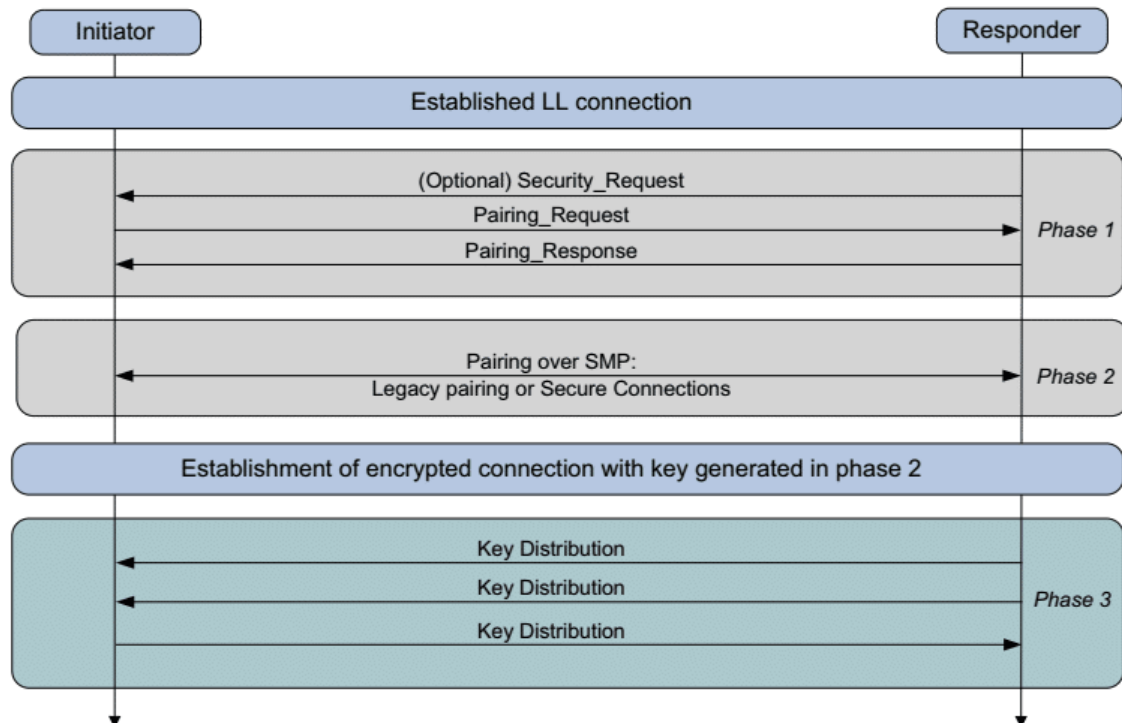 Initiator
Responder
Established LL connection
(Optional) Security_Request
Pairing_Request
Phase 1
Pairing_Response
Pairing over SMP:
Legacy pairing or Secure Connections
Phase 2
Establishment of encrypted connection with key generated in phase 2
Key Distribution
Key Distribution
Phase 3
Key Distribution